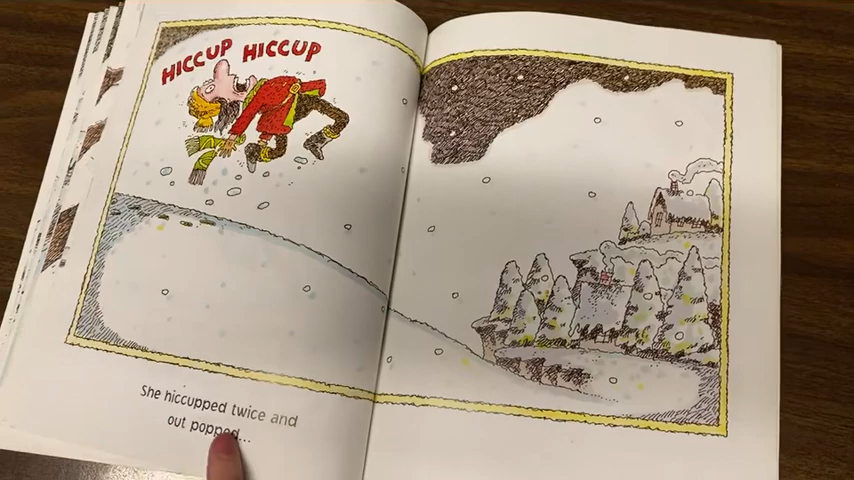 HICCUP HICCUP
She hiccupped twice and
out popped...